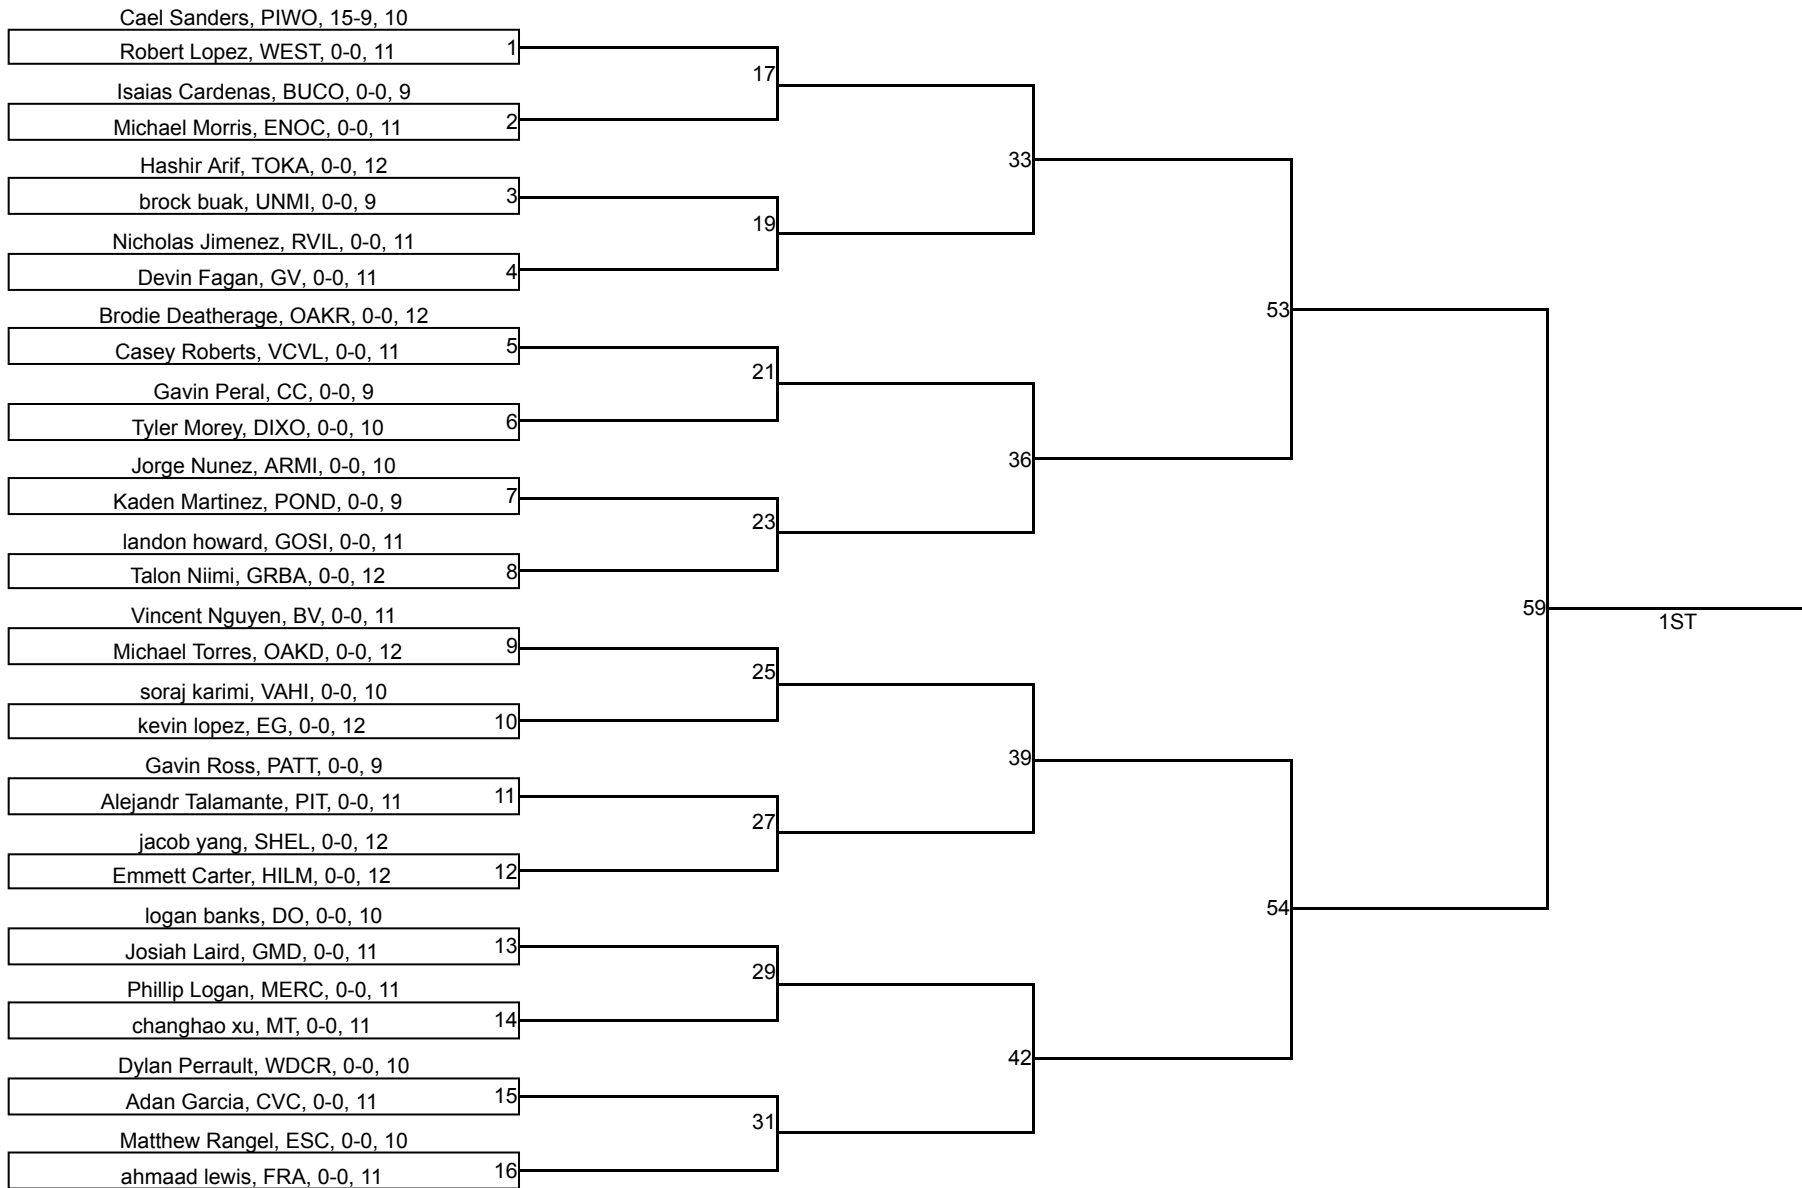 Cael Sanders, PIWO, 15-9, 10
Robert Lopez, WEST, 0-0, 11
1
17
Isaias Cardenas, BUCO, 0-0, 9
Michael Morris, ENOC, 0-0, 11
2
33
Hashir Arif, TOKA, 0-0, 12
brock buak, UNMI, 0-0, 9
3
19
Nicholas Jimenez, RVIL, 0-0, 11
Devin Fagan, GV, 0-0, 11
4
53
Brodie Deatherage, OAKR, 0-0, 12
Casey Roberts, VCVL, 0-0, 11
5
21
Gavin Peral, CC, 0-0, 9
Tyler Morey, DIXO, 0-0, 10
6
36
Jorge Nunez, ARMI, 0-0, 10
Kaden Martinez, POND, 0-0, 9
7
23
landon howard, GOSI, 0-0, 11
Talon Niimi, GRBA, 0-0, 12
8
59
1ST
Vincent Nguyen, BV, 0-0, 11
Michael Torres, OAKD, 0-0, 12
9
25
soraj karimi, VAHI, 0-0, 10
kevin lopez, EG, 0-0, 12
10
39
Gavin Ross, PATT, 0-0, 9
Alejandr Talamante, PIT, 0-0, 11
11
27
jacob yang, SHEL, 0-0, 12
Emmett Carter, HILM, 0-0, 12
12
54
logan banks, DO, 0-0, 10
Josiah Laird, GMD, 0-0, 11
13
29
Phillip Logan, MERC, 0-0, 11
changhao xu, MT, 0-0, 11
14
42
Dylan Perrault, WDCR, 0-0, 10
Adan Garcia, CVC, 0-0, 11
15
31
Matthew Rangel, ESC, 0-0, 10
ahmaad lewis, FRA, 0-0, 11
16